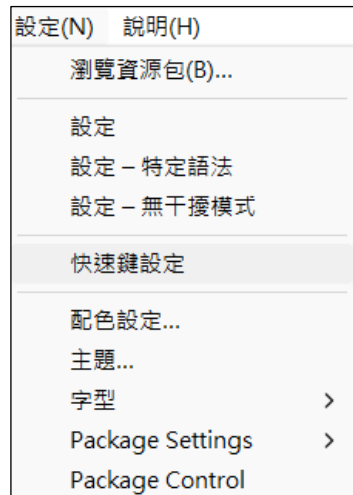 設定(N) 說明(H)
瀏覽資源包(B)...
設定
設定 – 特定語法
設定 – 無干擾模式
快速鍵設定
配色設定...
主題...
字型
Package Settings
Package Control